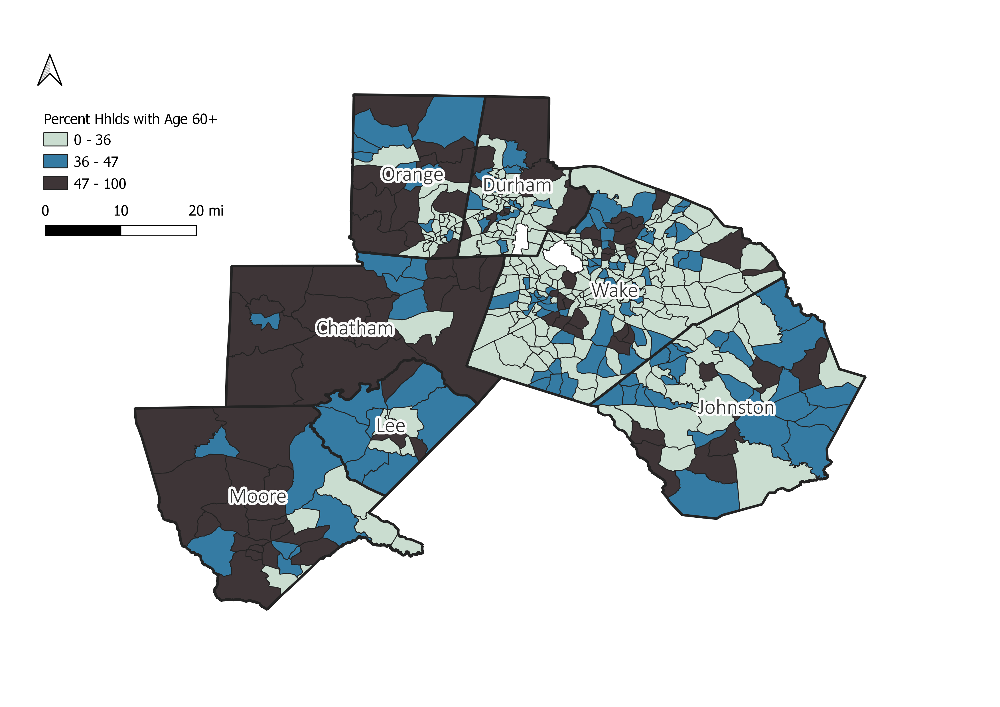 Percent Hhlds with Age 60+
0 - 36
36 - 47
47 - 100
0 10 20 mi
Orange
Durham
Wake
Chatham
Johnston
Lee
Moore